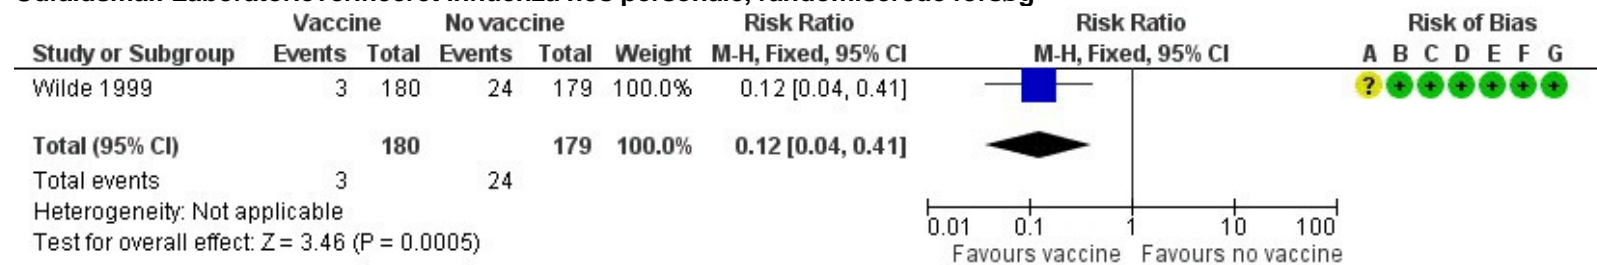 Vaccine No vaccine Risk Ratio Risk Ratio Risk of Bias
Study or Subgroup Events Total Events Total Weight M-H, Fixed, 95% CI M-H, Fixed, 95% CI A B C D E F G
Wilde 1999 3 180 24 179 100.0% 0.12 [0.04, 0.41] ? + + + + + +
Total (95% CI) 180 179 100.0% 0.12 [0.04, 0.41]
Total events 3 24
Heterogeneity: Not applicable
Test for overall effect: Z = 3.46 (P = 0.0005)
0.01 0.1 1 10 100
Favours vaccine Favours no vaccine